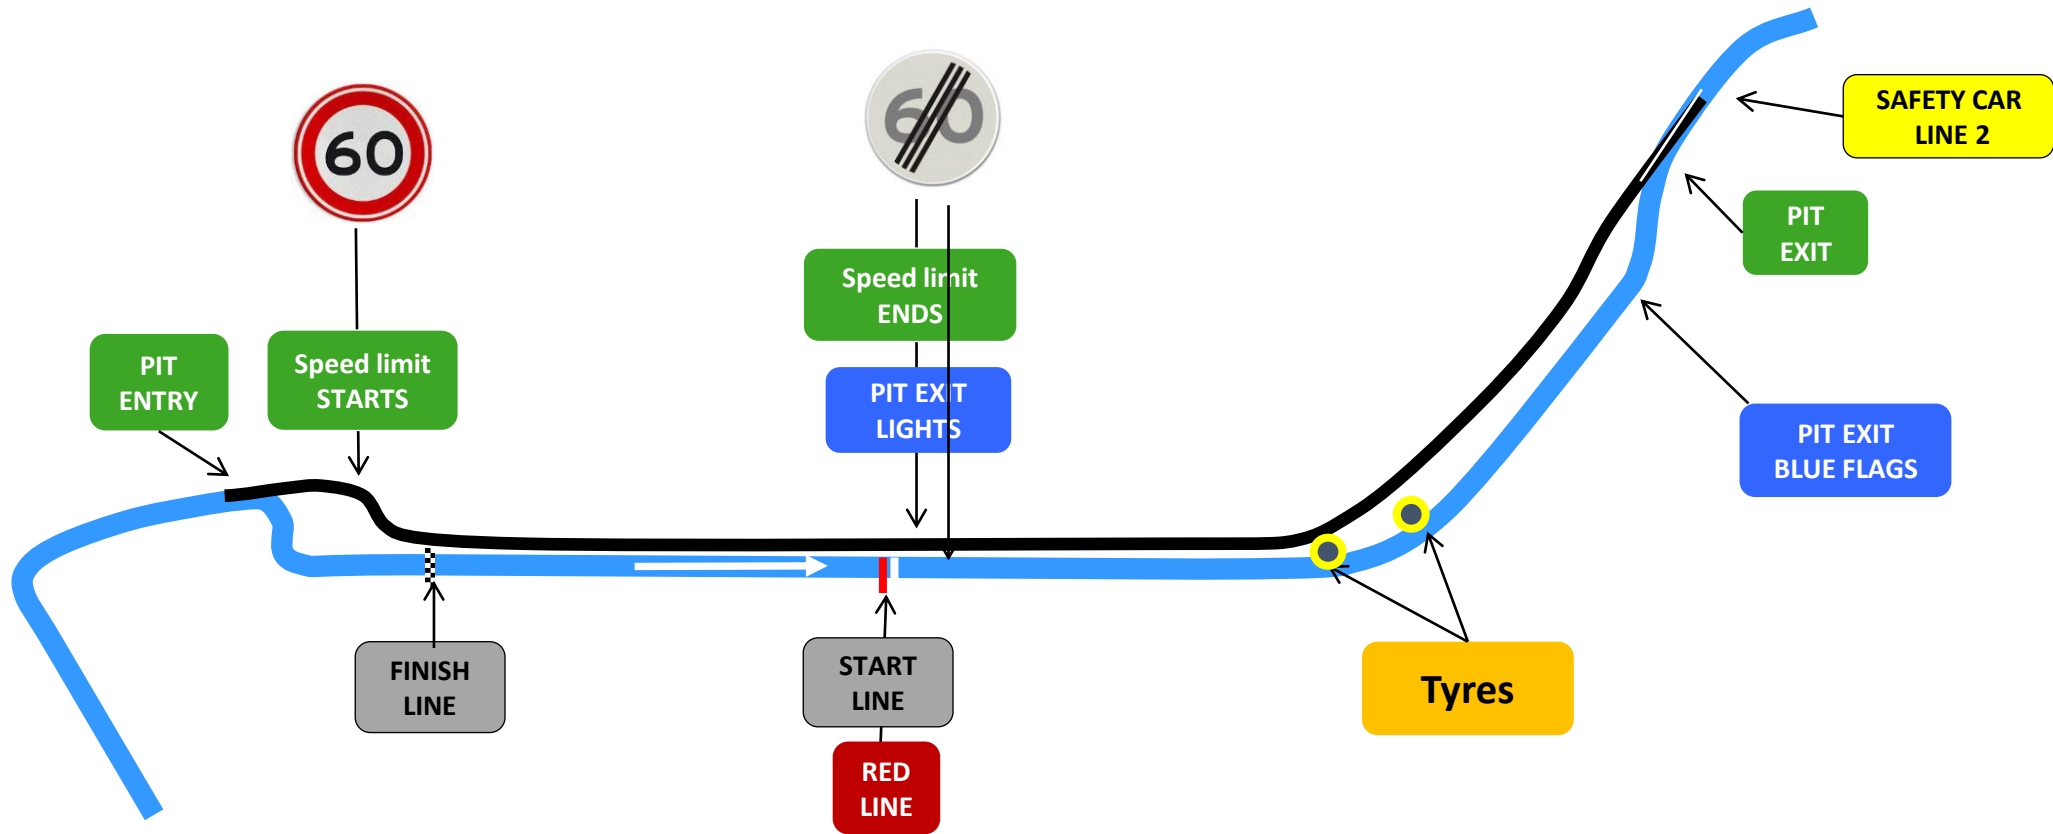 60
60
SAFETY CAR
LINE 2
PIT
EXIT
Speed limit
ENDS
PIT
ENTRY
Speed limit
STARTS
PIT EXIT
LIGHTS
PIT EXIT
BLUE FLAGS
FINISH
LINE
START
LINE
Tyres
RED
LINE